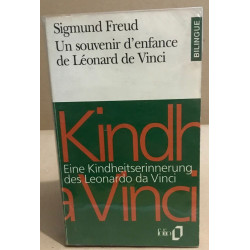 Sigmund Freud
Un souvenir d'enfance
de Léonard de Vinci
BILINGUE
Kindh
Eine Kindheitserinnerung
des Leonardo da Vinci
a Vinci
folio